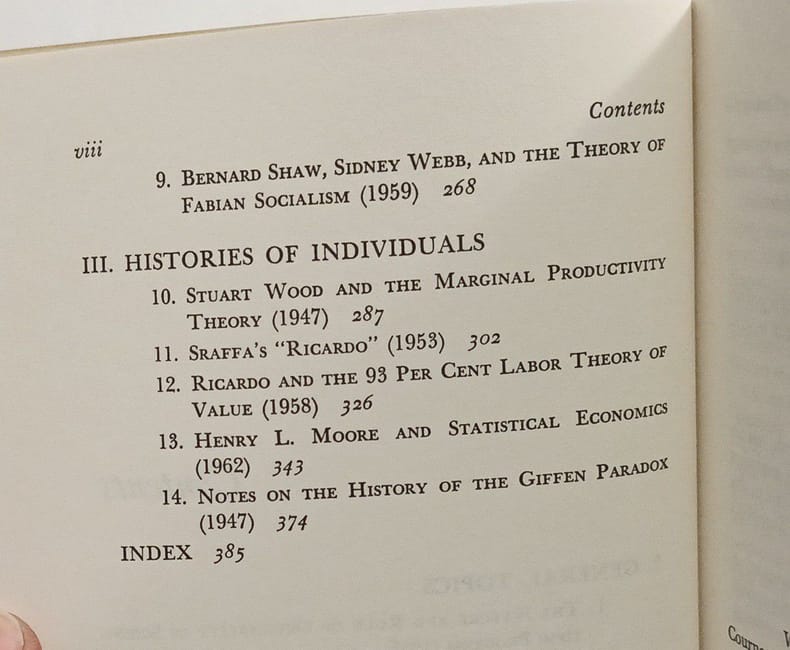 viii
Contents
9. Bernard Shaw, Sidney Webb, and the Theory of
Fabian Socialism (1959) 268
III. HISTORIES OF INDIVIDUALS
10. Stuart Wood and the Marginal Productivity
Theory (1947) 287
11. Sraffa's "Ricardo" (1953) 302
12. Ricardo and the 93 Per Cent Labor Theory of
Value (1958) 326
13. Henry L. Moore and Statistical Economics
(1962) 343
14. Notes on the History of the Giffen Paradox
(1947) 374
INDEX 385